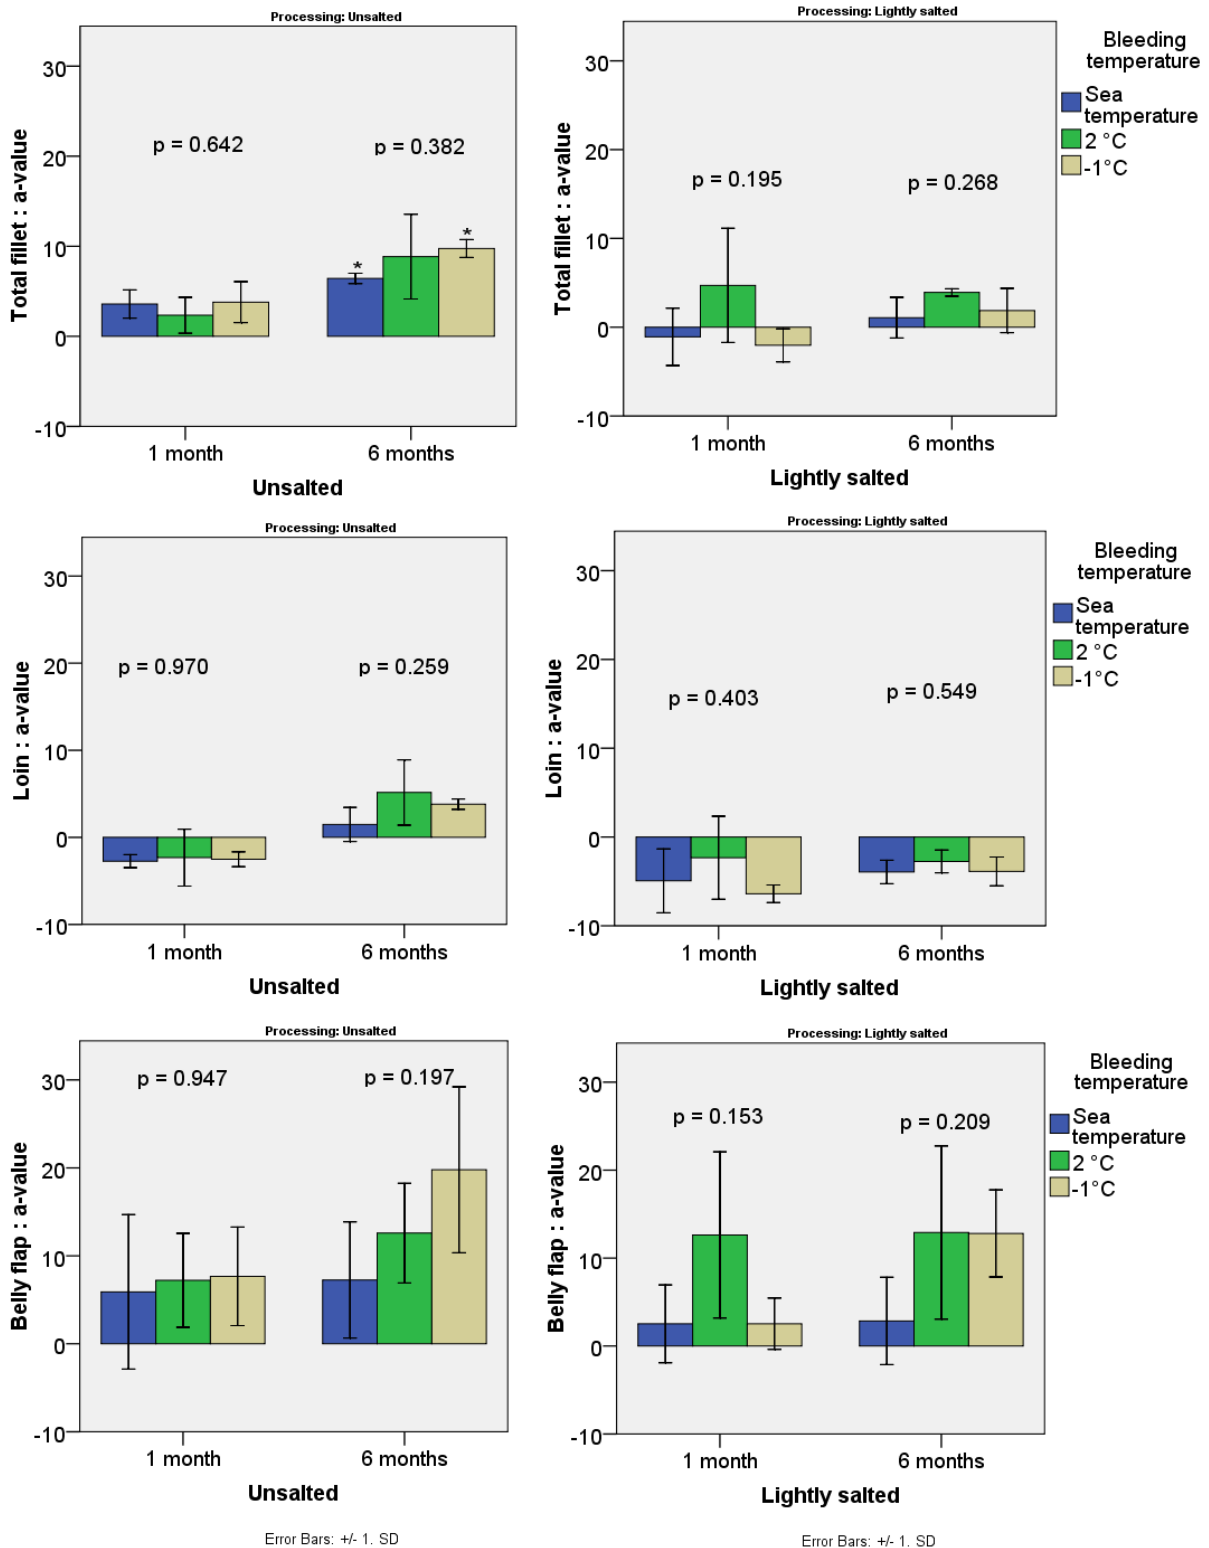 Processing: Unsalted
Total fillet : a-value
30
20
10
0
-10
p = 0.642
p = 0.382
*
*
1 month
6 months
Unsalted
Processing: Lightly salted
Total fillet : a-value
30
20
10
0
-10
p = 0.195
p = 0.268
1 month
6 months
Lightly salted
Bleeding
temperature
Sea
temperature
2 °C
-1°C
Processing: Unsalted
Loin : a-value
30
20
10
0
-10
p = 0.970
p = 0.259
1 month
6 months
Unsalted
Processing: Lightly salted
Loin : a-value
30
20
10
0
-10
p = 0.403
p = 0.549
1 month
6 months
Lightly salted
Bleeding
temperature
Sea
temperature
2 °C
-1°C
Processing: Unsalted
Belly flap : a-value
30
20
10
0
-10
p = 0.947
p = 0.197
1 month
6 months
Unsalted
Error Bars: +/- 1. SD
Processing: Lightly salted
Belly flap : a-value
30
20
10
0
-10
p = 0.153
p = 0.209
1 month
6 months
Lightly salted
Bleeding
temperature
Sea
temperature
2 °C
-1°C
Error Bars: +/- 1. SD